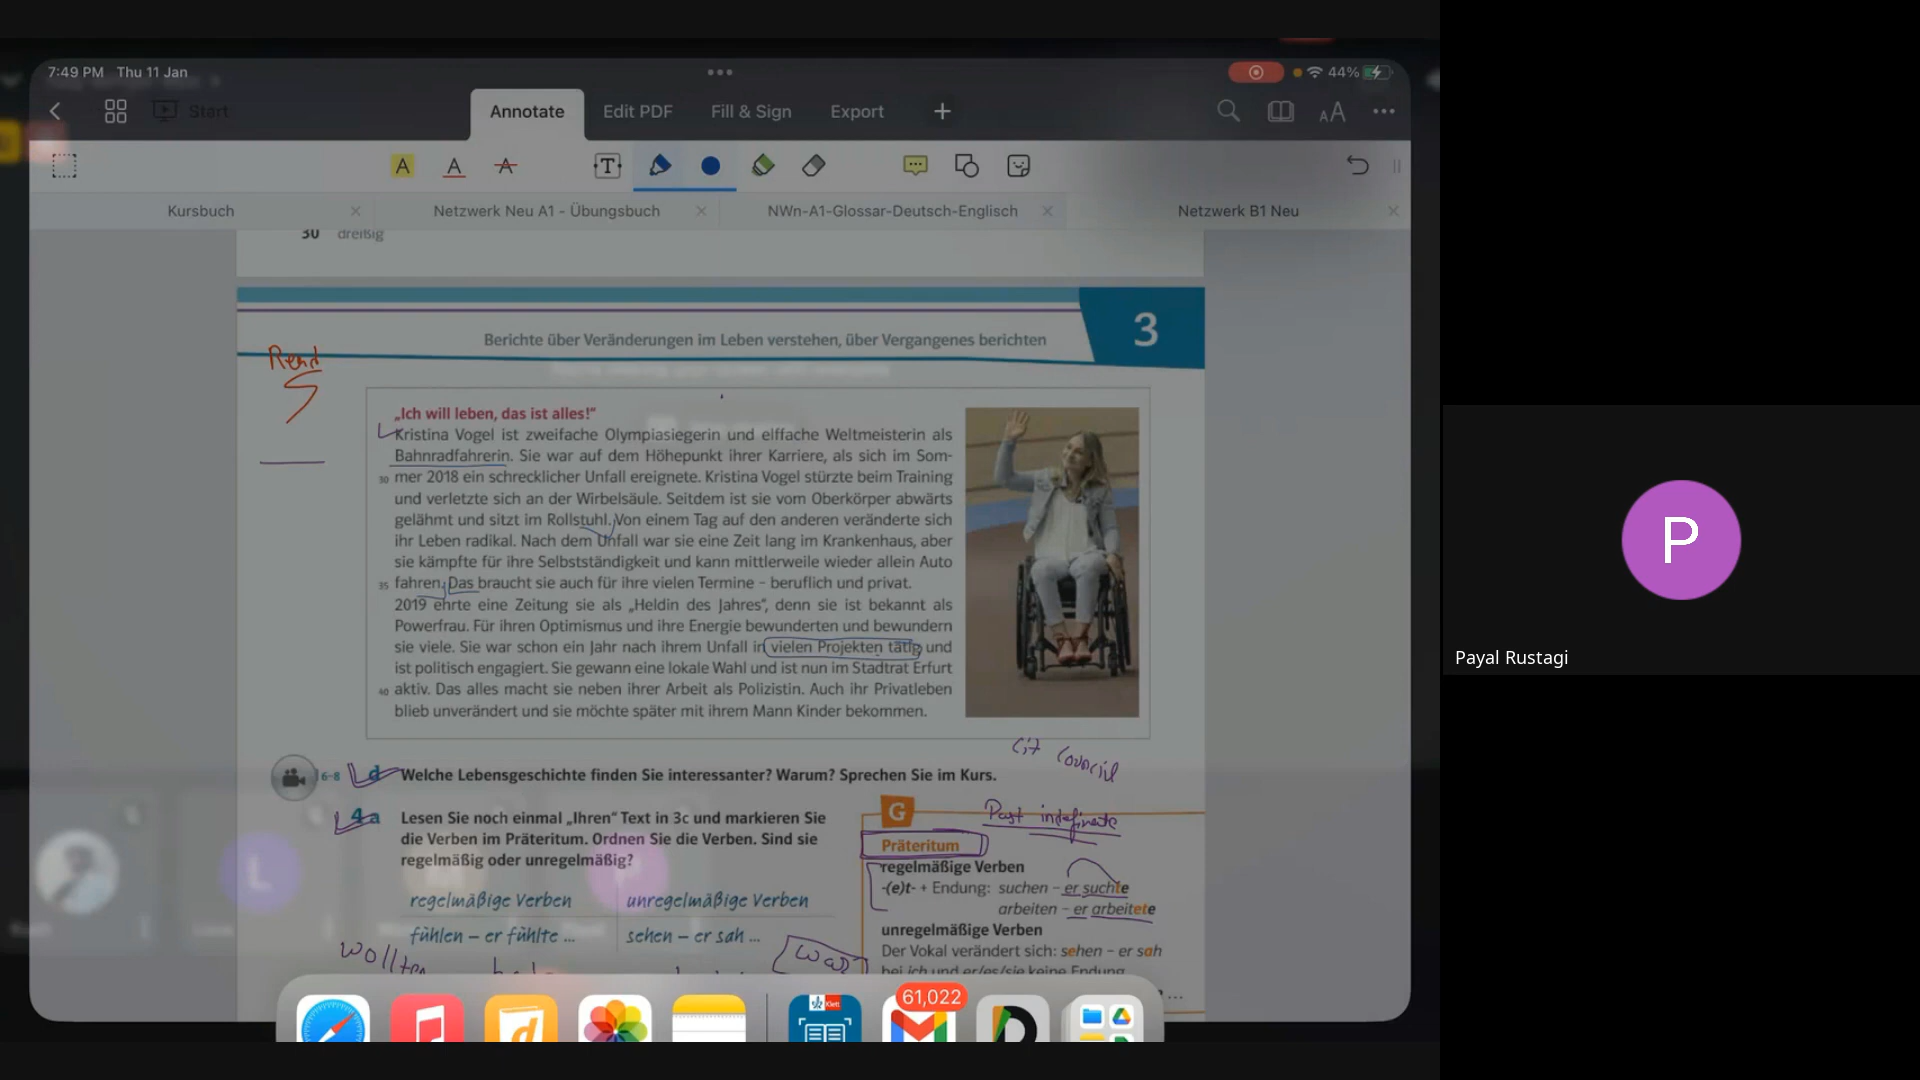 7:49 PM Thu 11 Jan
44%
Start
Annotate
Edit PDF
Fill & Sign
Export
Kursbuch
Netzwerk Neu A1 - Übungsbuch
NWn-A1-Glossar-Deutsch-Englisch
Netzwerk B1 Neu
30 dreißig
Berichte über Veränderungen im Leben verstehen, über Vergangenes berichten
3
Read
„Ich will leben, das ist alles!"
Kristina Vogel ist zweifache Olympiasiegerin und elffache Weltmeisterin als
Bahnradfahrerin. Sie war auf dem Höhepunkt ihrer Karriere, als sich im Som-
30 mer 2018 ein schrecklicher Unfall ereignete. Kristina Vogel stürzte beim Training
und verletzte sich an der Wirbelsäule. Seitdem ist sie vom Oberkörper abwärts
gelähmt und sitzt im Rollstuhl. Von einem Tag auf den anderen veränderte sich
ihr Leben radikal. Nach dem Unfall war sie eine Zeit lang im Krankenhaus, aber
sie kämpfte für ihre Selbstständigkeit und kann mittlerweile wieder allein Auto
35 fahren. Das braucht sie auch für ihre vielen Termine – beruflich und privat.
2019 ehrte eine Zeitung sie als „Heldin des Jahres", denn sie ist bekannt als
Powerfrau. Für ihren Optimismus und ihre Energie bewunderten und bewundern
sie viele. Sie war schon ein Jahr nach ihrem Unfall in vielen Projekten tätig und
ist politisch engagiert. Sie gewann eine lokale Wahl und ist nun im Stadtrat Erfurt
40 aktiv. Das alles macht sie neben ihrer Arbeit als Polizistin. Auch ihr Privatleben
blieb unverändert und sie möchte später mit ihrem Mann Kinder bekommen.
council
6–8 d Welche Lebensgeschichte finden Sie interessanter? Warum? Sprechen Sie im Kurs.
4a Lesen Sie noch einmal „Ihren" Text in 3c und markieren Sie
die Verben im Präteritum. Ordnen Sie die Verben. Sind sie
regelmäßig oder unregelmäßig?
regelmäßige Verben
unregelmäßige Verben
fühlen – er fühlte ...
sehen – er sah ...
wollten
war
G
Past indefinate
Präteritum
regelmäßige Verben
-(e)t- + Endung: suchen – er suchte
arbeiten – er arbeitete
unregelmäßige Verben
Der Vokal verändert sich: sehen – er sah
bei ich und er/es/sie keine Endung
61,022
P
Payal Rustagi